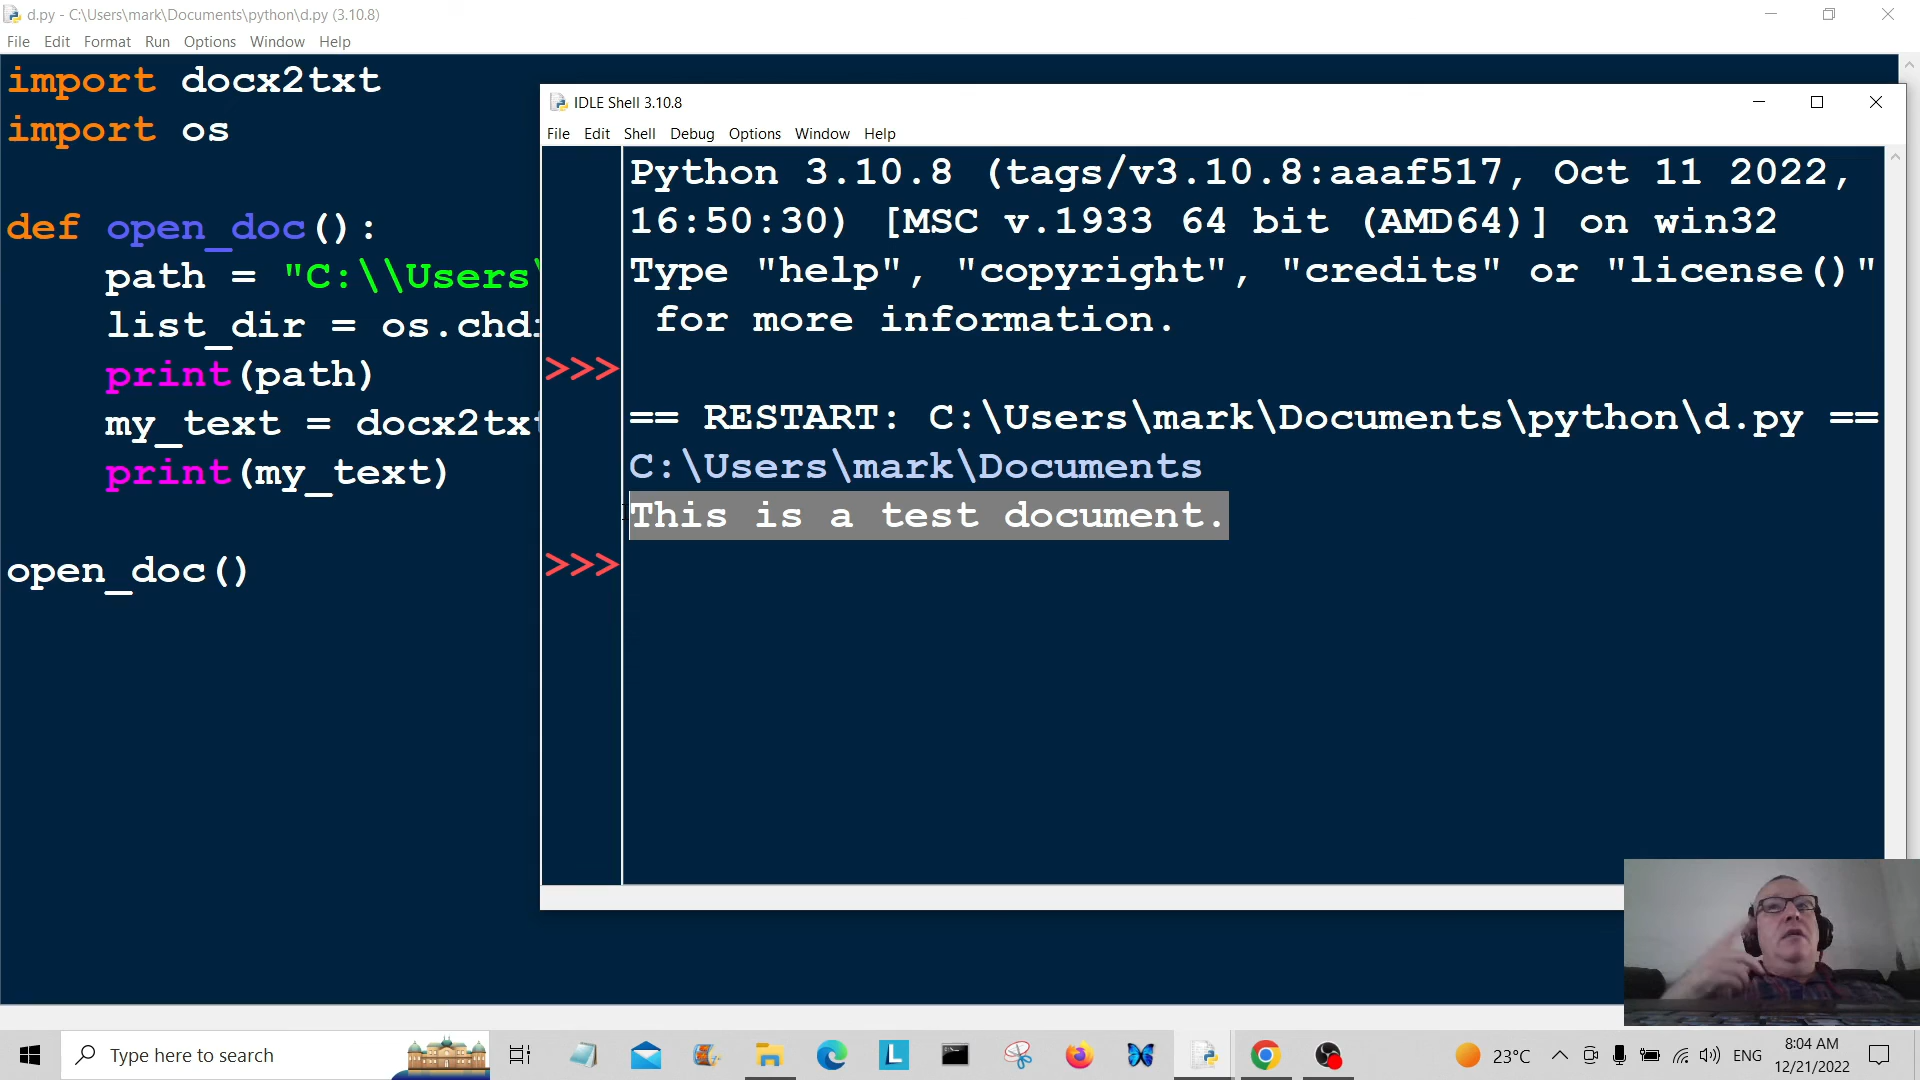 d.py - C:\Users\mark\Documents\python\d.py (3.10.8)
File Edit Format Run Options Window Help
import docx2txt
import os
def open_doc():
path = "C:\\Users\
list_dir = os.chdi
print(path)
my_text = docx2txt
print(my_text)
open_doc()
IDLE Shell 3.10.8
File Edit Shell Debug Options Window Help
Python 3.10.8 (tags/v3.10.8:aaaf517, Oct 11 2022,
16:50:30) [MSC v.1933 64 bit (AMD64)] on win32
Type "help", "copyright", "credits" or "license()"
for more information.
>>>
== RESTART: C:\Users\mark\Documents\python\d.py ==
C:\Users\mark\Documents
This is a test document.
>>>
Type here to search
L
23°C
ENG
8:04 AM
12/21/2022